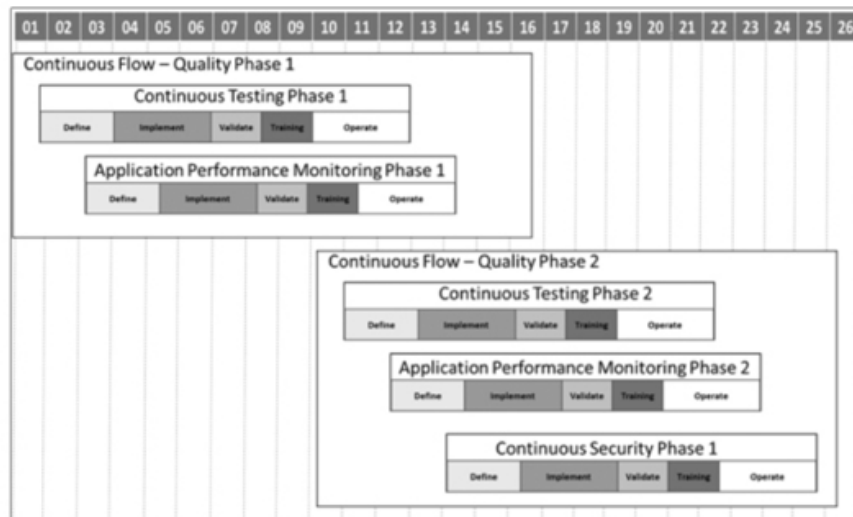 01 02 03 04 05 06 07 08 09 10 11 12 13 14 15 16 17 18 19 20 21 22 23 24 25 26
Continuous Flow – Quality Phase 1
Continuous Testing Phase 1
Define Implement Validate Training Operate
Application Performance Monitoring Phase 1
Define Implement Validate Training Operate
Continuous Flow – Quality Phase 2
Continuous Testing Phase 2
Define Implement Validate Training Operate
Application Performance Monitoring Phase 2
Define Implement Validate Training Operate
Continuous Security Phase 1
Define Implement Validate Training Operate